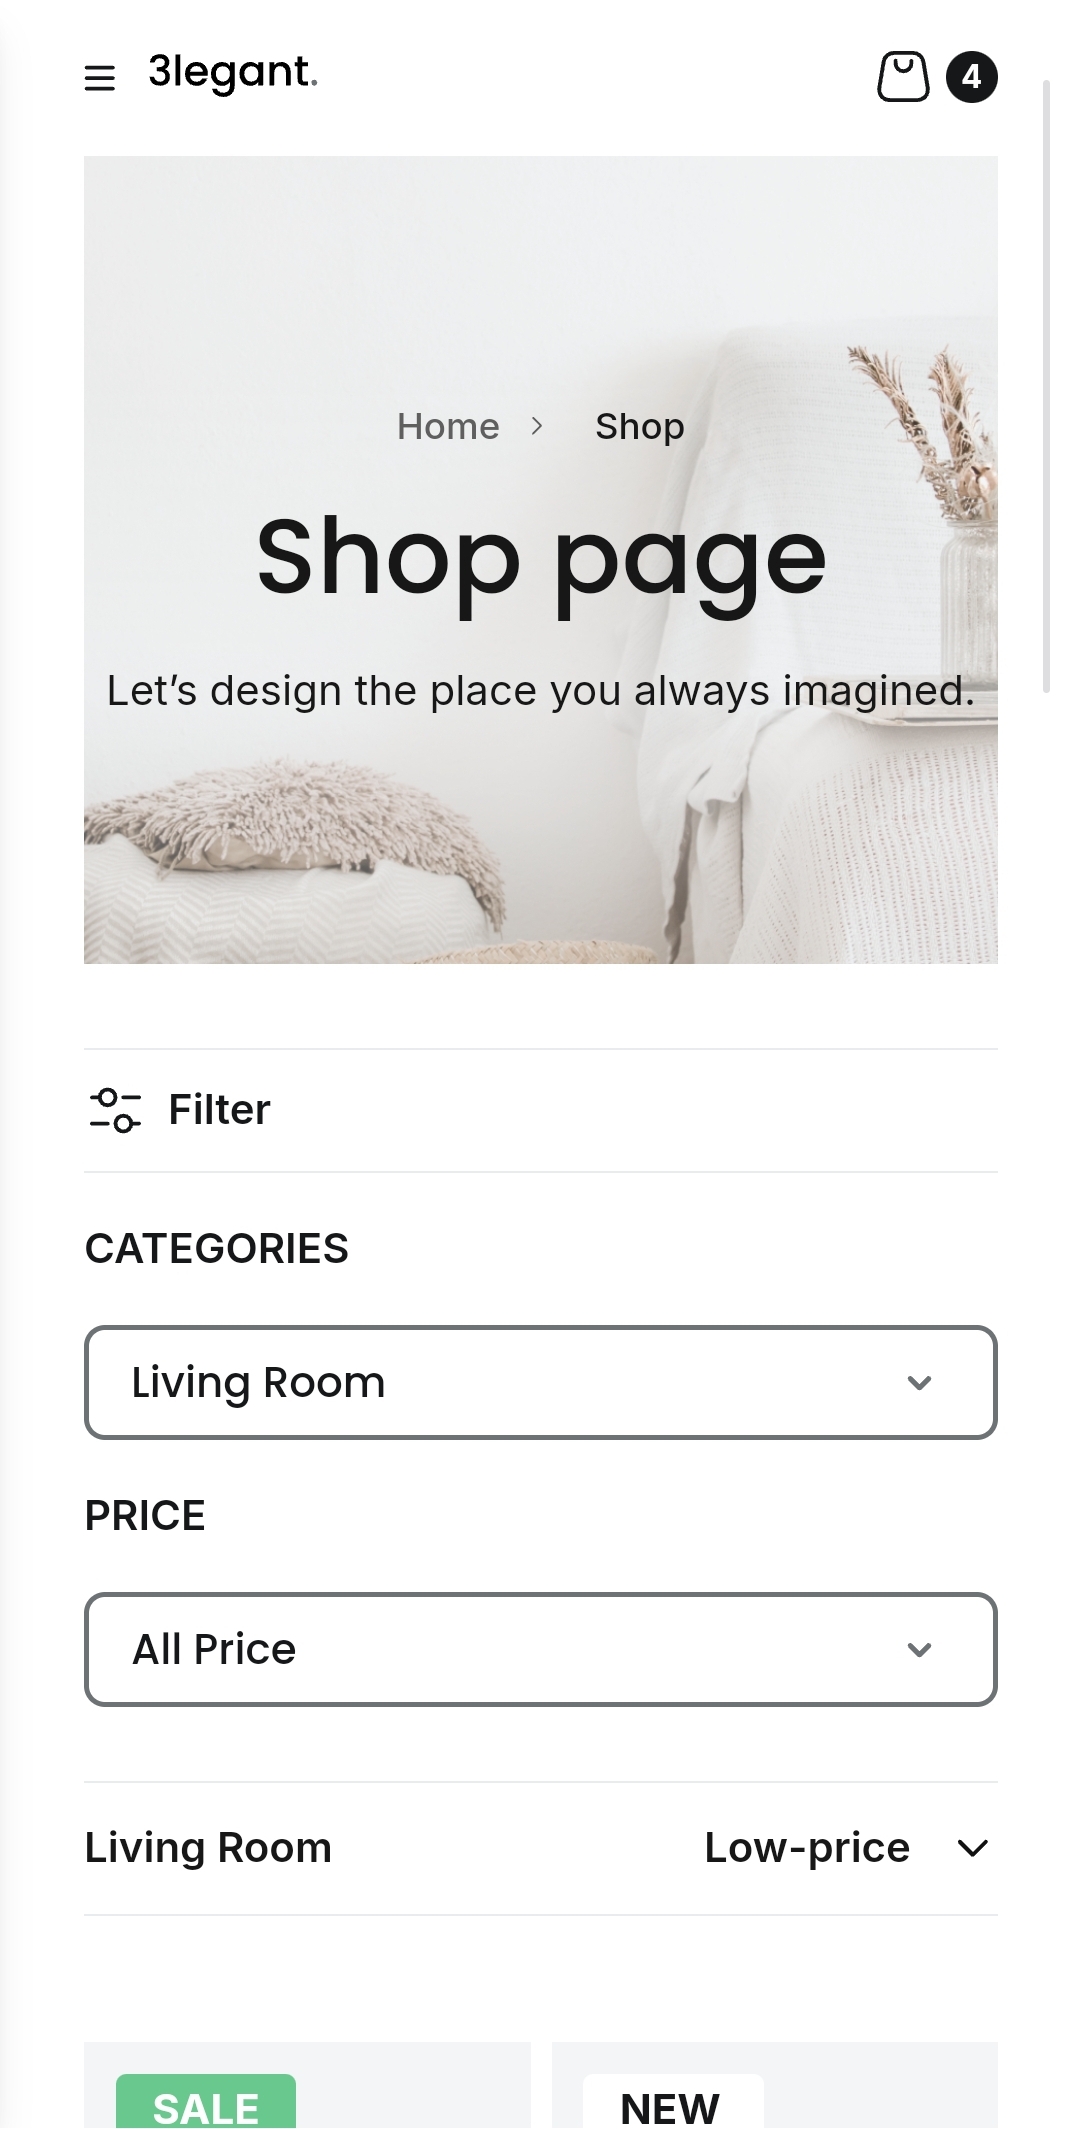 3legant.
4
Home > Shop
Shop page
Let’s design the place you always imagined.
Filter
CATEGORIES
Living Room
PRICE
All Price
Living Room Low-price
SALE NEW